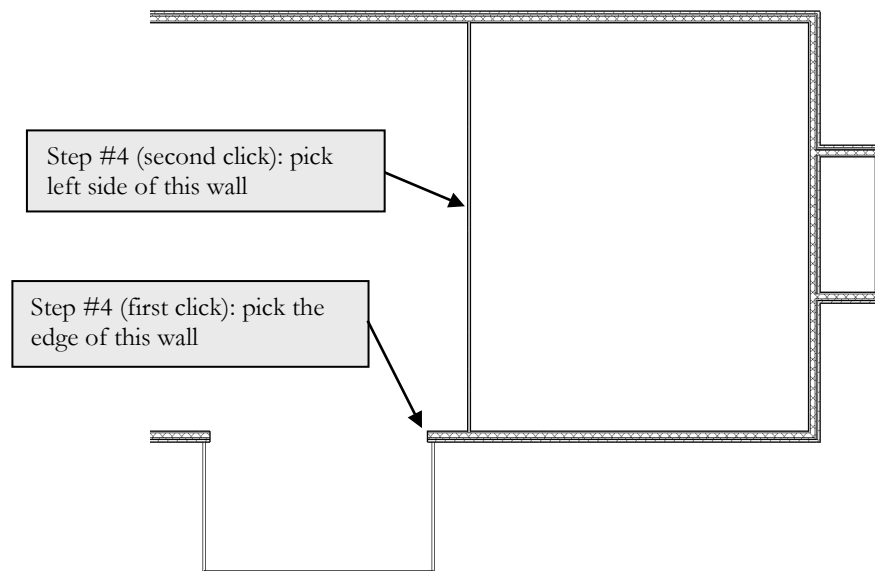 Step #4 (second click): pick
left side of this wall
Step #4 (first click): pick the
edge of this wall